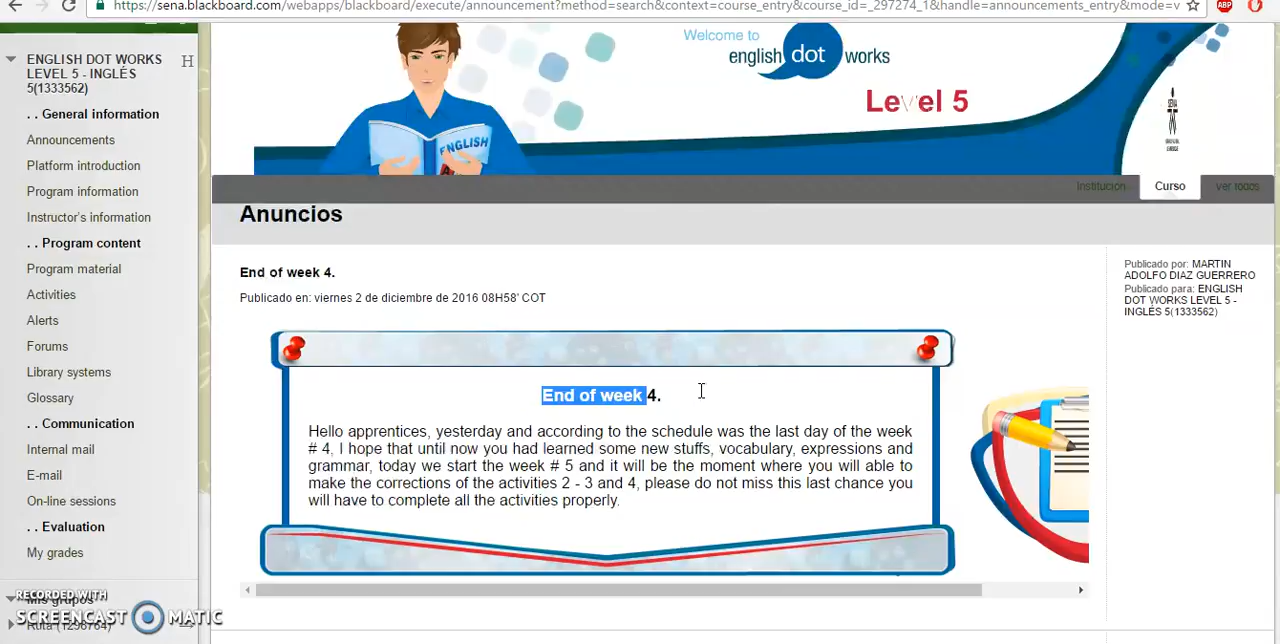 https://sena.blackboard.com/webapps/blackboard/execute/announcement?method=search&context=course_entry&course_id=_297274_1&handle=announcements_entry&mode=v
ABP
ENGLISH DOT WORKS
LEVEL 5 - INGLÉS
5(1333562)
. . General information
Announcements
Platform introduction
Program information
Instructor's information
. . Program content
Program material
Activities
Alerts
Forums
Library systems
Glossary
. . Communication
Internal mail
E-mail
On-line sessions
. . Evaluation
My grades
Mis grupos
Ruta (1298764)
RECORDED WITH
SCREENCAST MATIC
ENGLISH
Welcome to
english dot works
Level 5
SENA
Institución
Curso
Ver todos
Anuncios
End of week 4.
Publicado en: viernes 2 de diciembre de 2016 08H58' COT
End of week 4.
Hello apprentices, yesterday and according to the schedule was the last day of the week
# 4, I hope that until now you had learned some new stuffs, vocabulary, expressions and
grammar, today we start the week # 5 and it will be the moment where you will able to
make the corrections of the activities 2 - 3 and 4, please do not miss this last chance you
will have to complete all the activities properly.
Publicado por: MARTIN
ADOLFO DIAZ GUERRERO
Publicado para: ENGLISH
DOT WORKS LEVEL 5 -
INGLÉS 5(1333562)